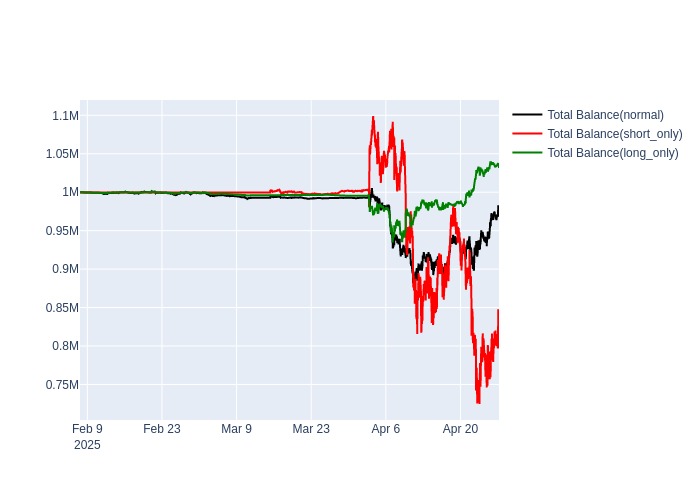 1.1M
1.05M
1M
0.95M
0.9M
0.85M
0.8M
0.75M
Feb 9
2025
Feb 23
Mar 9
Mar 23
Apr 6
Apr 20
Total Balance(normal)
Total Balance(short_only)
Total Balance(long_only)